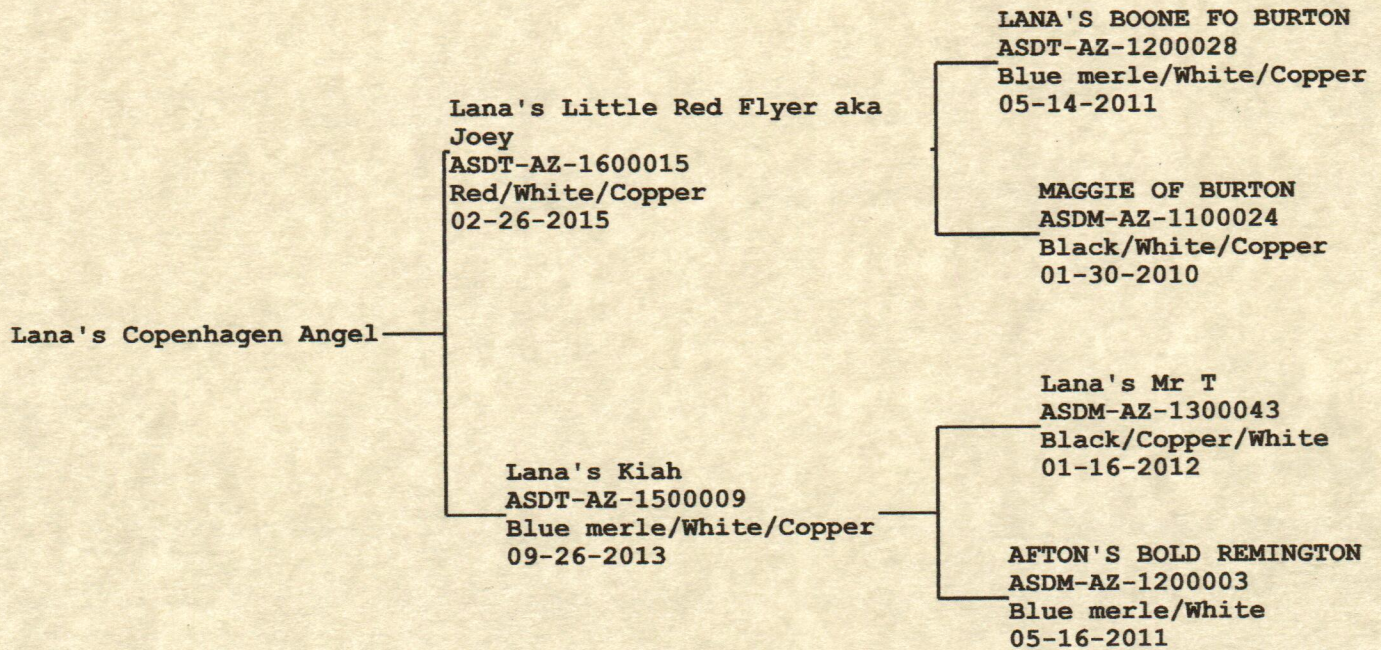 LANA'S BOONE FO BURTON
ASDT-AZ-1200028
Blue merle/White/Copper
05-14-2011
Lana's Little Red Flyer aka
Joey
ASDT-AZ-1600015
Red/White/Copper
02-26-2015
MAGGIE OF BURTON
ASDM-AZ-1100024
Black/White/Copper
01-30-2010
Lana's Copenhagen Angel
Lana's Mr T
ASDM-AZ-1300043
Black/Copper/White
01-16-2012
Lana's Kiah
ASDT-AZ-1500009
Blue merle/White/Copper
09-26-2013
AFTON'S BOLD REMINGTON
ASDM-AZ-1200003
Blue merle/White
05-16-2011